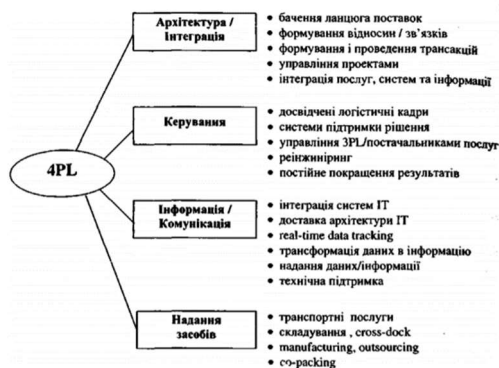 4PL
Архітектура /
Інтеграція
• бачення ланцюга поставок
• формування відносин / зв'язків
• формування і проведення трансакцій
• управління проектами
• інтеграція послуг, систем та інформації
Керування
• досвідчені логістичні кадри
• системи підтримки рішення
• управління 3PL/постачальниками послуг
• реінжиніринг
• постійне покращення результатів
Інформація /
Комунікація
• інтеграція систем ІТ
• доставка архітектури ІТ
• real-time data tracking
• трансформація даних в інформацію
• надання даних/інформації
• технічна підтримка
Надання
засобів
• транспортні послуги
• складування , cross-dock
• manufacturing, outsourcing
• co-packing